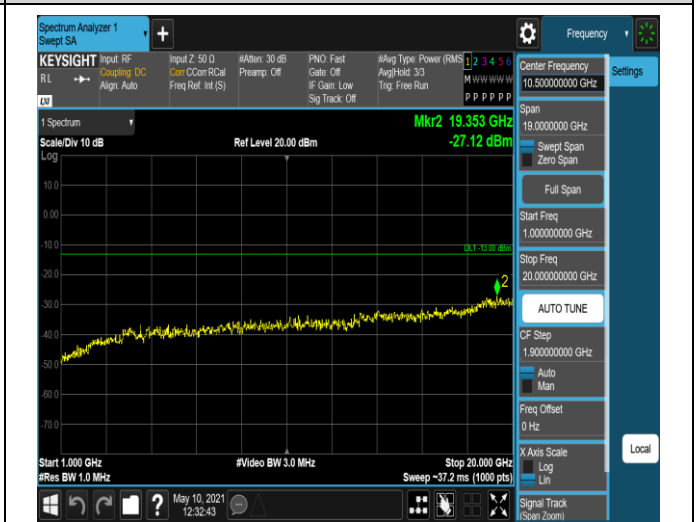 Spectrum Analyzer 1
Swept SA
+
Frequency
KEYSIGHT
RL
LXI
Input: RF
Coupling: DC
Align: Auto
Input Z: 50 Ω
Corr CCorr RCal
Freq Ref: Int (S)
#Atten: 30 dB
Preamp: Off
PNO: Fast
Gate: Off
IF Gain: Low
Sig Track: Off
#Avg Type: Power (RMS
Avg|Hold: 3/3
Trig: Free Run
1 2 3 4 5 6
M W W W W W
P P P P P P
1 Spectrum
Scale/Div 10 dB
Log
Ref Level 20.00 dBm
Mkr2 19.353 GHz
-27.12 dBm
10.0
0.00
-10.0
-20.0
-30.0
-40.0
-50.0
-60.0
-70.0
DL1 -13.00 dBm
2
Start 1.000 GHz
#Res BW 1.0 MHz
#Video BW 3.0 MHz
Stop 20.000 GHz
Sweep ~37.2 ms (1000 pts)
?
May 10, 2021
12:32:43
Center Frequency
10.500000000 GHz
Span
19.0000000 GHz
Swept Span
Zero Span
Full Span
Start Freq
1.000000000 GHz
Stop Freq
20.000000000 GHz
AUTO TUNE
CF Step
1.900000000 GHz
Auto
Man
Freq Offset
0 Hz
X Axis Scale
Log
Lin
Signal Track
(Span Zoom)
Settings
Local